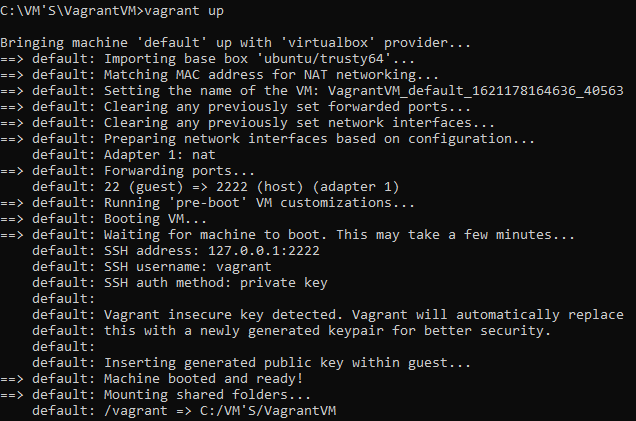 C:\VM'S\VagrantVM>vagrant up
Bringing machine 'default' up with 'virtualbox' provider...
==> default: Importing base box 'ubuntu/trusty64'...
==> default: Matching MAC address for NAT networking...
==> default: Setting the name of the VM: VagrantVM_default_1621178164636_40563
==> default: Clearing any previously set forwarded ports...
==> default: Clearing any previously set network interfaces...
==> default: Preparing network interfaces based on configuration...
    default: Adapter 1: nat
==> default: Forwarding ports...
    default: 22 (guest) => 2222 (host) (adapter 1)
==> default: Running 'pre-boot' VM customizations...
==> default: Booting VM...
==> default: Waiting for machine to boot. This may take a few minutes...
    default: SSH address: 127.0.0.1:2222
    default: SSH username: vagrant
    default: SSH auth method: private key
    default:
    default: Vagrant insecure key detected. Vagrant will automatically replace
    default: this with a newly generated keypair for better security.
    default:
    default: Inserting generated public key within guest...
==> default: Machine booted and ready!
==> default: Mounting shared folders...
    default: /vagrant => C:/VM'S/VagrantVM